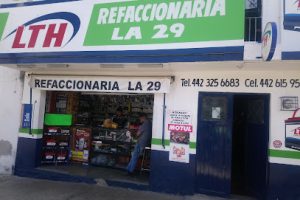 LTH
REFACCIONARIA
LA 29
REFACCIONARIA LA 29
Tel. 442 325 6683 Cel. 442 615 95
MOTUL